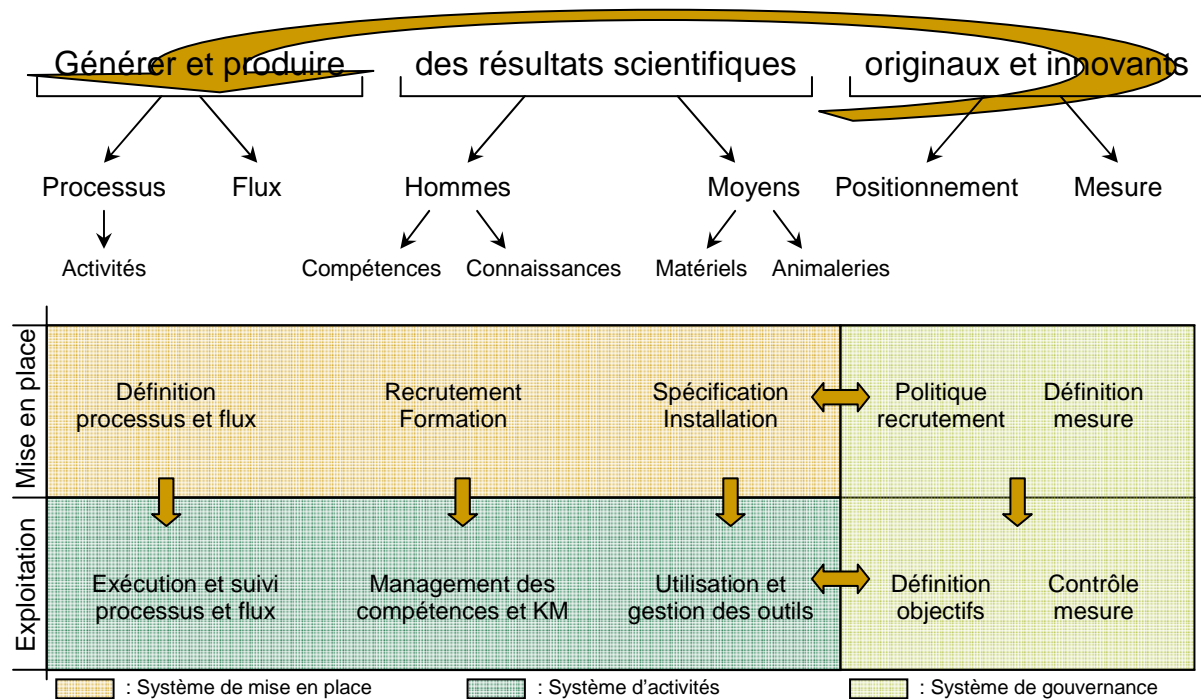 Générer et produire
des résultats scientifiques
originaux et innovants
Processus
Flux
Hommes
Moyens
Positionnement
Mesure
Activités
Compétences
Connaissances
Matériels
Animaleries
Mise en place
Définition
processus et flux
Recrutement
Formation
Spécification
Installation
Politique
recrutement
Définition
mesure
Exploitation
Exécution et suivi
processus et flux
Management des
compétences et KM
Utilisation et
gestion des outils
Définition
objectifs
Contrôle
mesure
: Système de mise en place
: Système d'activités
: Système de gouvernance